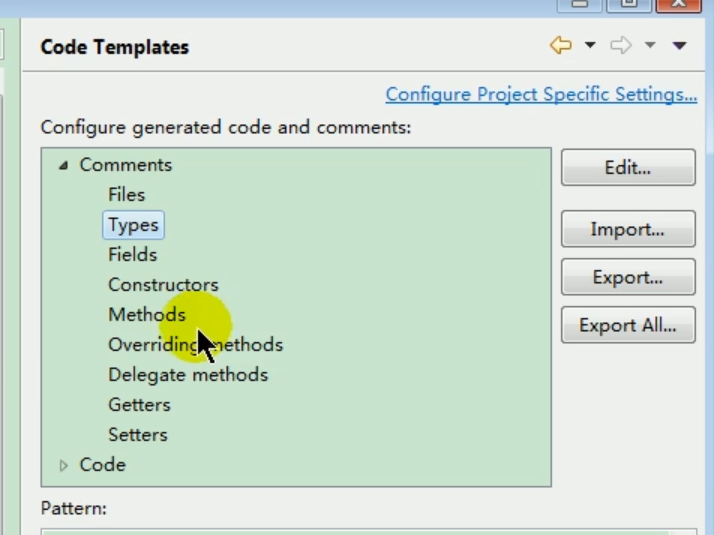 Code Templates
Configure Project Specific Settings...
Configure generated code and comments:
Comments
Files
Types
Fields
Constructors
Methods
Overriding methods
Delegate methods
Getters
Setters
Code
Edit...
Import...
Export...
Export All...
Pattern: